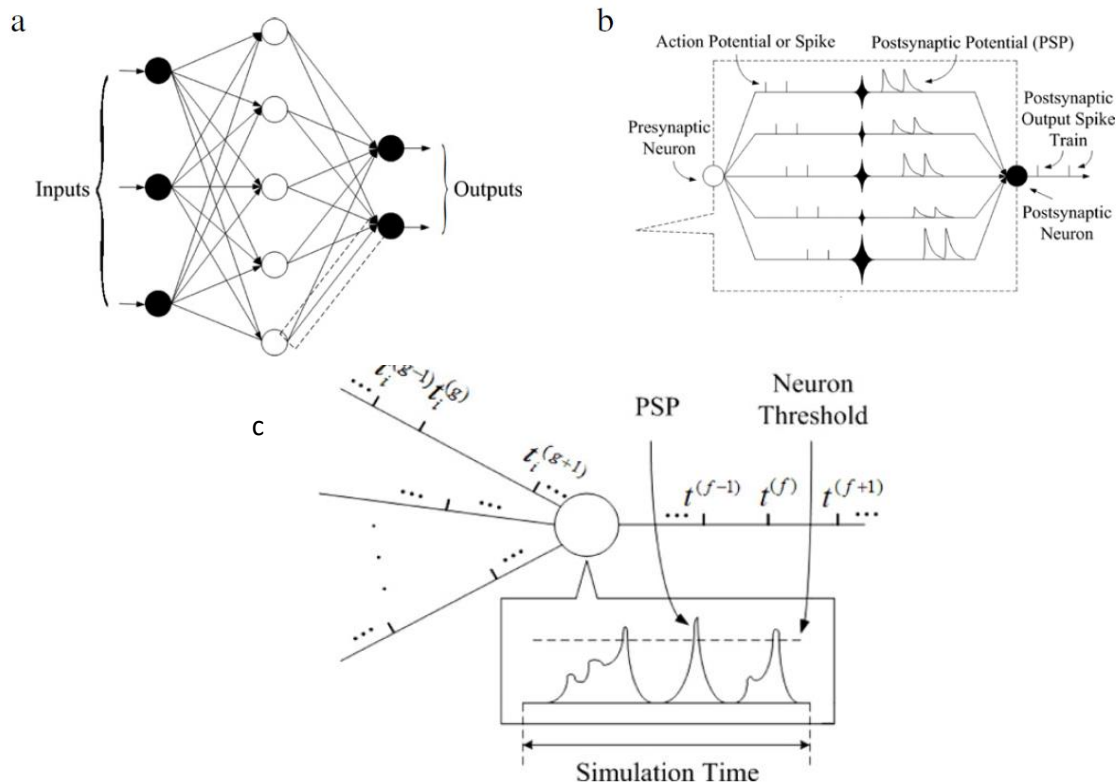 a
Inputs
Outputs
b
Action Potential or Spike
Postsynaptic Potential (PSP)
Presynaptic
Neuron
Postsynaptic
Output Spike
Train
Postsynaptic
Neuron
c
... t_i^(g-1) t_i^(g)
t_i^(g+1) ...
... ...
...
...
PSP
Neuron
Threshold
... t^(f-1) t^(f) t^(f+1) ...
Simulation Time